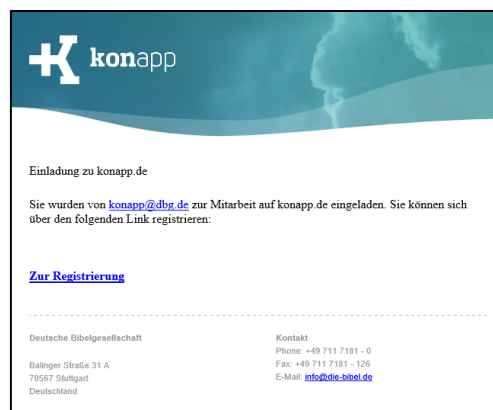 konapp
Einladung zu konapp.de
Sie wurden von konapp@dbg.de zur Mitarbeit auf konapp.de eingeladen. Sie können sich
über den folgenden Link registrieren:
Zur Registrierung
Deutsche Bibelgesellschaft
Balinger Straße 31 A
70567 Stuttgart
Deutschland
Kontakt
Phone: +49 711 7181 - 0
Fax: +49 711 7181 - 126
E-Mail: info@die-bibel.de